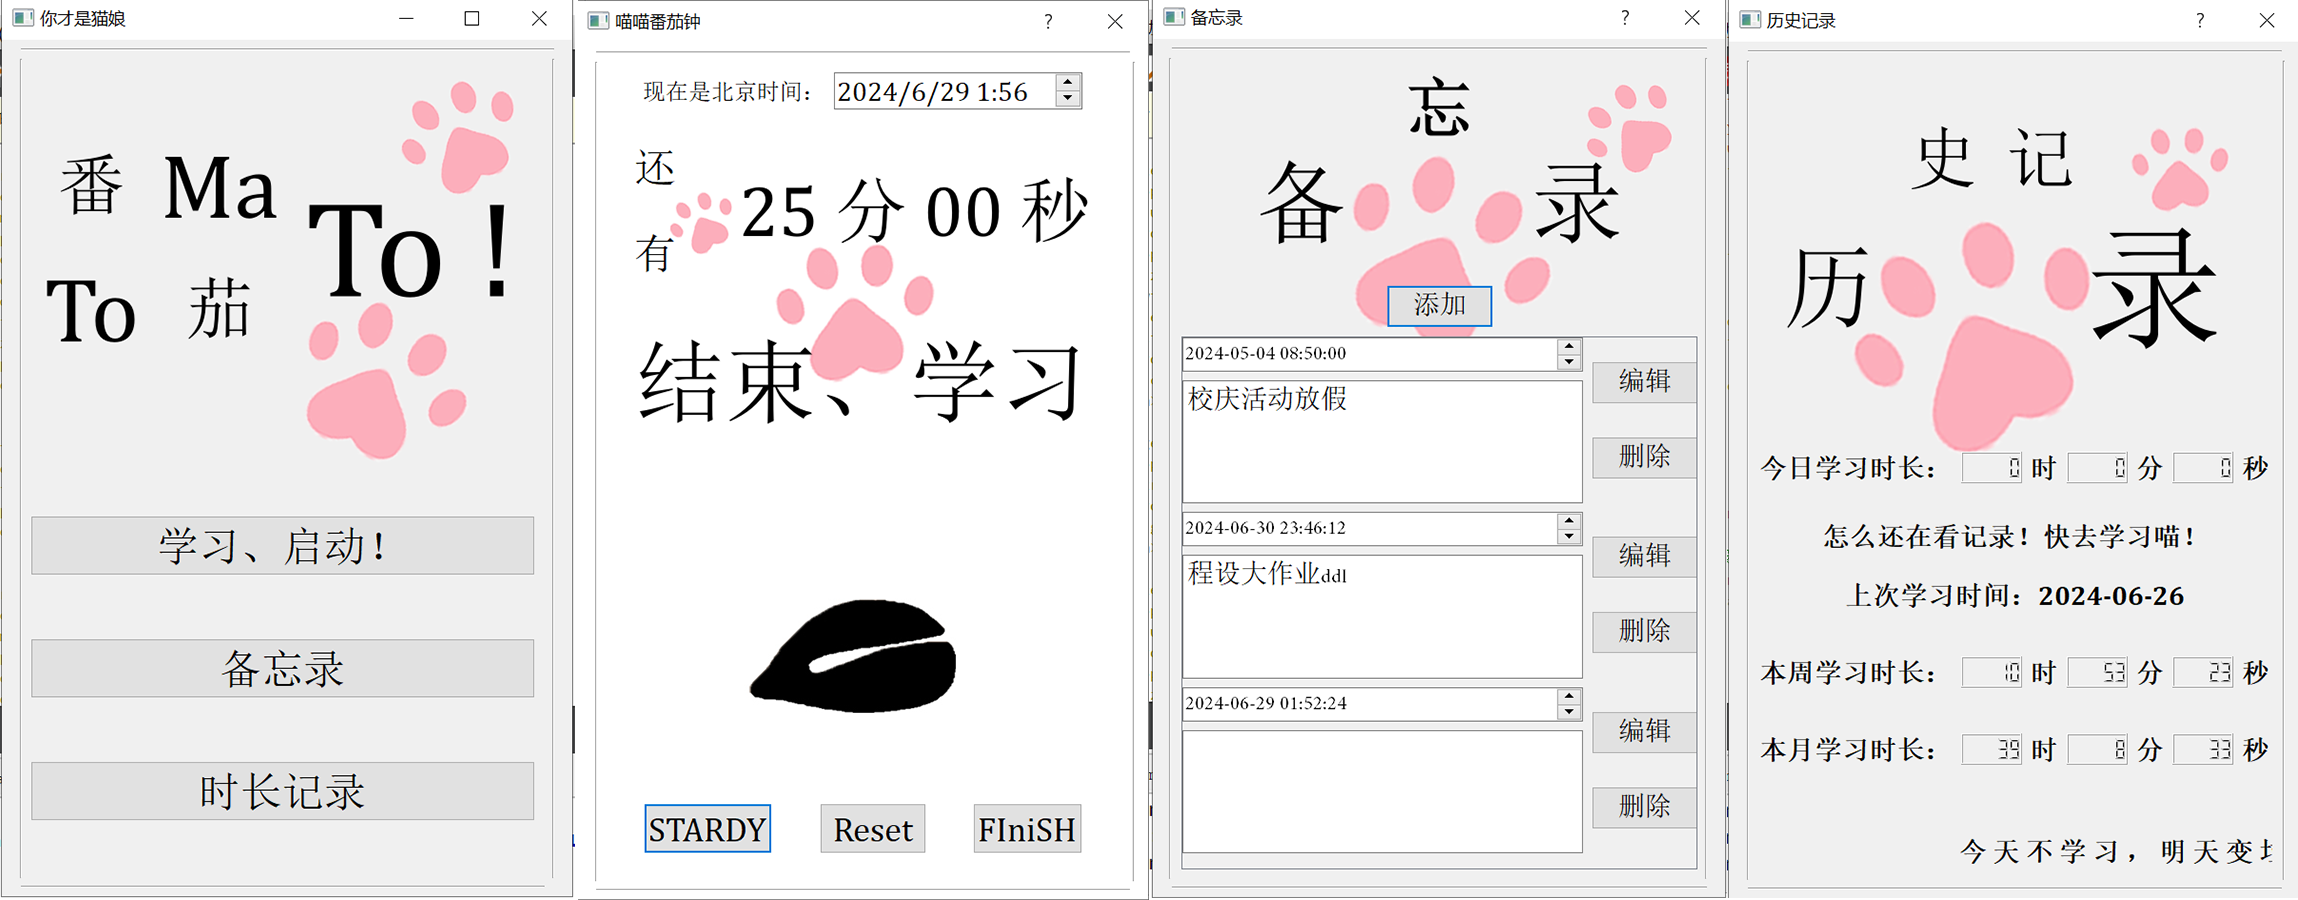 你才是猫娘
番 Ma
To !
To 茄
学习、启动！
备忘录
时长记录
喵喵番茄钟
?
现在是北京时间：
2024/6/29 1:56
还
有
25 分 00 秒
结束、学习
STARDY
Reset
FIniSH
备忘录
?
忘
备
录
添加
2024-05-04 08:50:00
校庆活动放假
编辑
删除
2024-06-30 23:46:12
程设大作业ddl
编辑
删除
2024-06-29 01:52:24
编辑
删除
历史记录
?
史 记
历
录
今日学习时长： 0 时 0 分 0 秒
怎么还在看记录！快去学习喵！
上次学习时间：2024-06-26
本周学习时长： 10 时 53 分 23 秒
本月学习时长： 39 时 8 分 33 秒
今天不学习，明天变